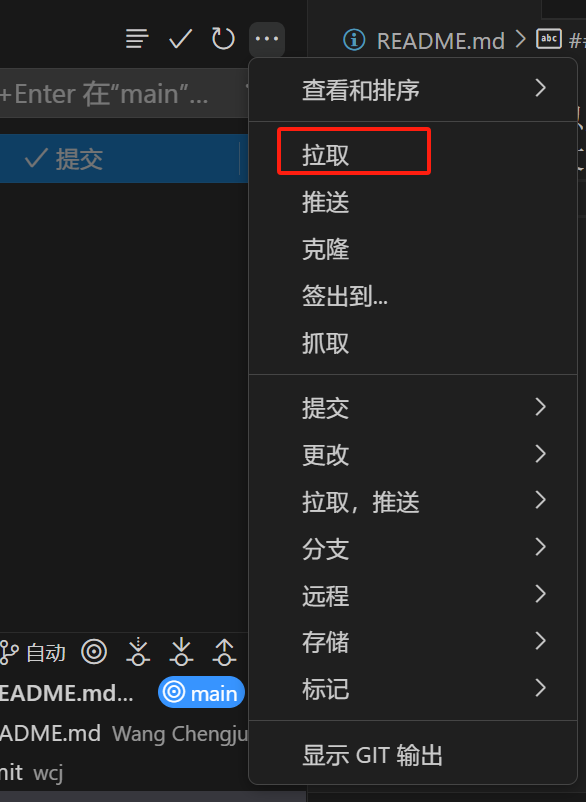 README.md > abc ##
+Enter 在“main”...
查看和排序
✓ 提交
拉取
推送
克隆
签出到...
抓取
提交
更改
拉取，推送
分支
远程
存储
标记
显示 GIT 输出
自动
EADME.md... main
ADME.md Wang Chengju
mit wcj